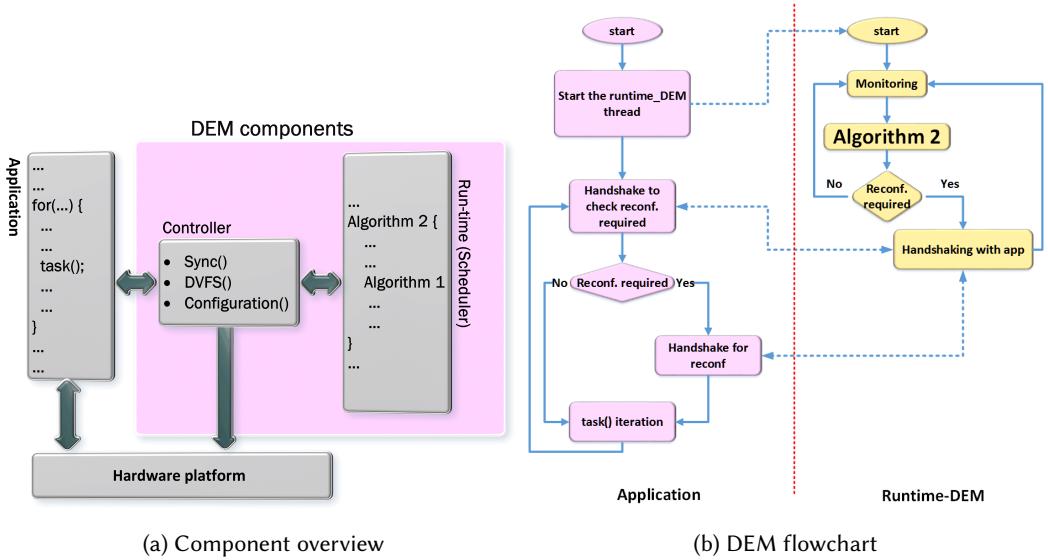 DEM components
Application
...
...
for(...) {
...
...
task();
...
...
}
...
...
Controller
• Sync()
• DVFS()
• Configuration()
...
Algorithm 2 {
...
...
Algorithm 1
...
...
}
...
Run-time (Scheduler)
Hardware platform
(a) Component overview
start
Start the runtime_DEM
thread
Handshake to
check reconf.
required
No
Reconf. required
Yes
Handshake for
reconf
task() iteration
Application
start
Monitoring
Algorithm 2
No
Reconf.
required
Yes
Handshaking with app
Runtime-DEM
(b) DEM flowchart